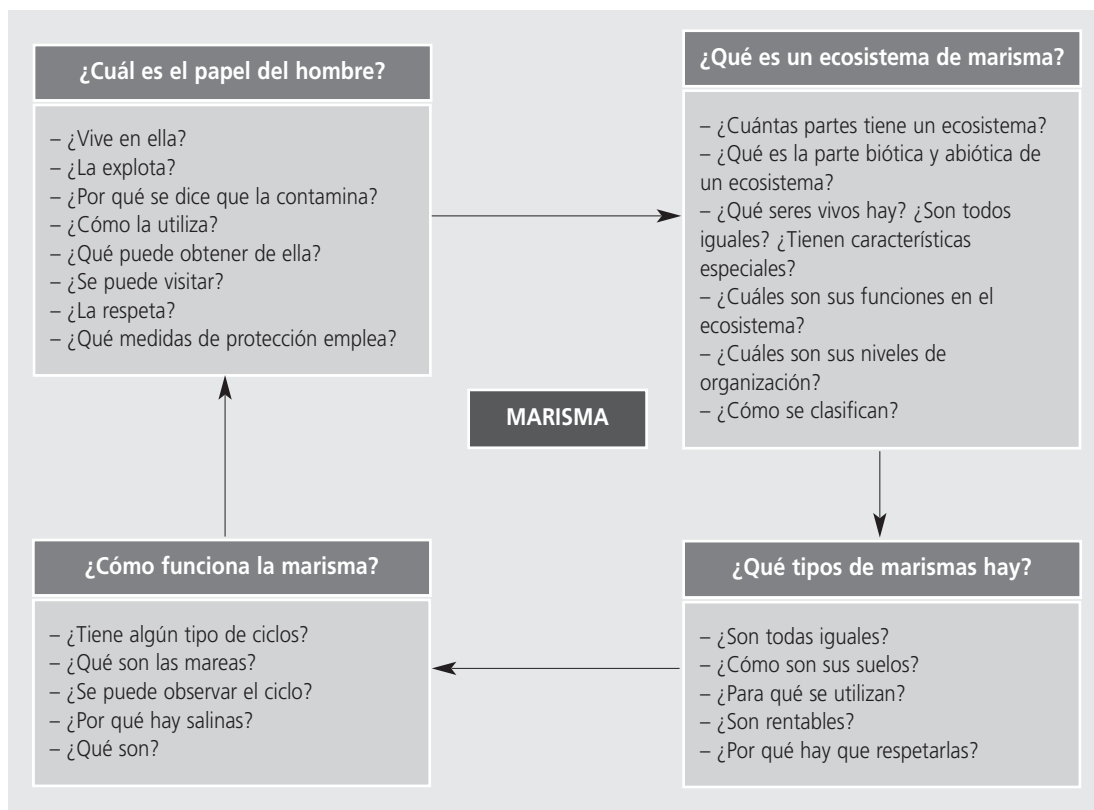 ¿Cuál es el papel del hombre?
– ¿Vive en ella?
– ¿La explota?
– ¿Por qué se dice que la contamina?
– ¿Cómo la utiliza?
– ¿Qué puede obtener de ella?
– ¿Se puede visitar?
– ¿La respeta?
– ¿Qué medidas de protección emplea?
¿Qué es un ecosistema de marisma?
– ¿Cuántas partes tiene un ecosistema?
– ¿Qué es la parte biótica y abiótica de
un ecosistema?
– ¿Qué seres vivos hay? ¿Son todos
iguales? ¿Tienen características
especiales?
– ¿Cuáles son sus funciones en el
ecosistema?
– ¿Cuáles son sus niveles de
organización?
– ¿Cómo se clasifican?
MARISMA
¿Cómo funciona la marisma?
– ¿Tiene algún tipo de ciclos?
– ¿Qué son las mareas?
– ¿Se puede observar el ciclo?
– ¿Por qué hay salinas?
– ¿Qué son?
¿Qué tipos de marismas hay?
– ¿Son todas iguales?
– ¿Cómo son sus suelos?
– ¿Para qué se utilizan?
– ¿Son rentables?
– ¿Por qué hay que respetarlas?